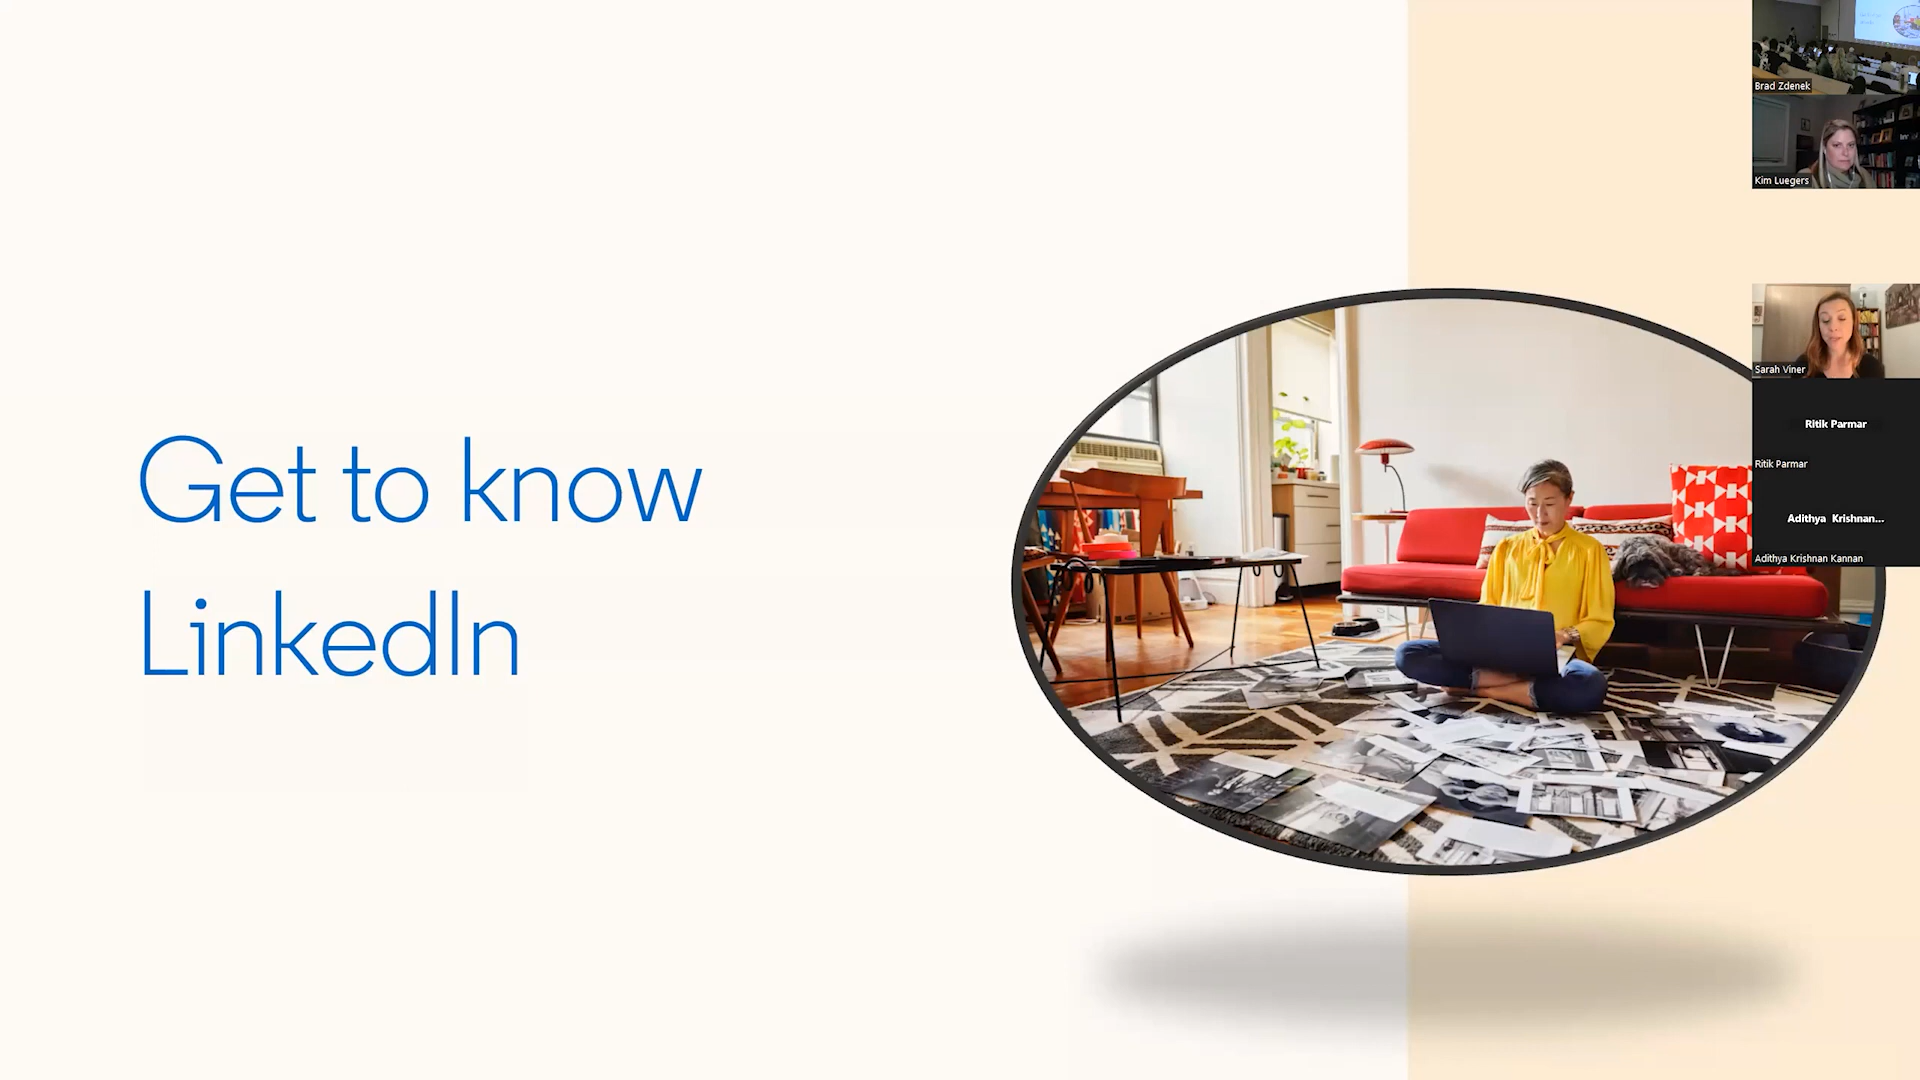 Get to know
LinkedIn
Brad Zdenek
Kim Luegers
Sarah Viner
Ritik Parmar
Ritik Parmar
Adithya Krishnan...
Adithya Krishnan Kannan